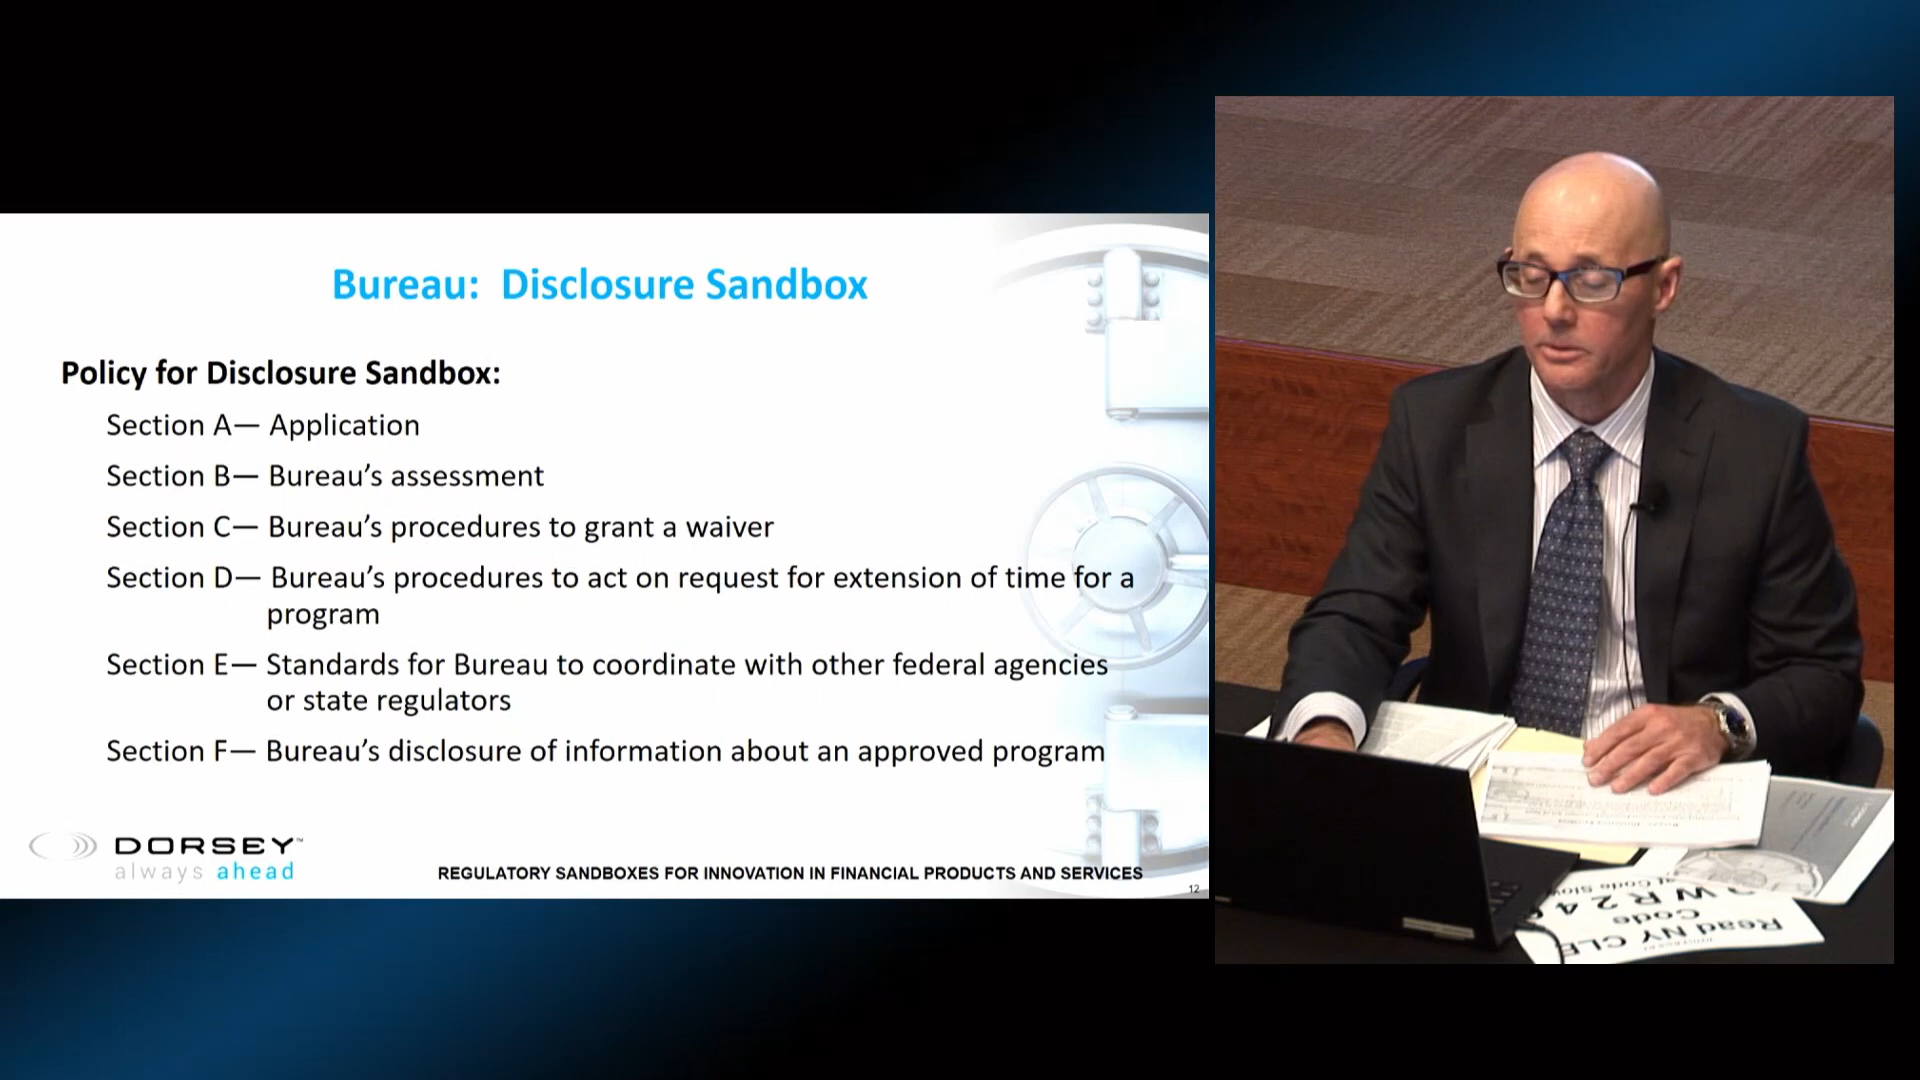 Bureau:  Disclosure Sandbox
Policy for Disclosure Sandbox:
Section A— Application
Section B— Bureau’s assessment
Section C— Bureau’s procedures to grant a waiver
Section D— Bureau’s procedures to act on request for extension of time for a
program
Section E— Standards for Bureau to coordinate with other federal agencies
or state regulators
Section F— Bureau’s disclosure of information about an approved program
DORSEY™
always ahead
REGULATORY SANDBOXES FOR INNOVATION IN FINANCIAL PRODUCTS AND SERVICES
12
Read NY CLE
Code